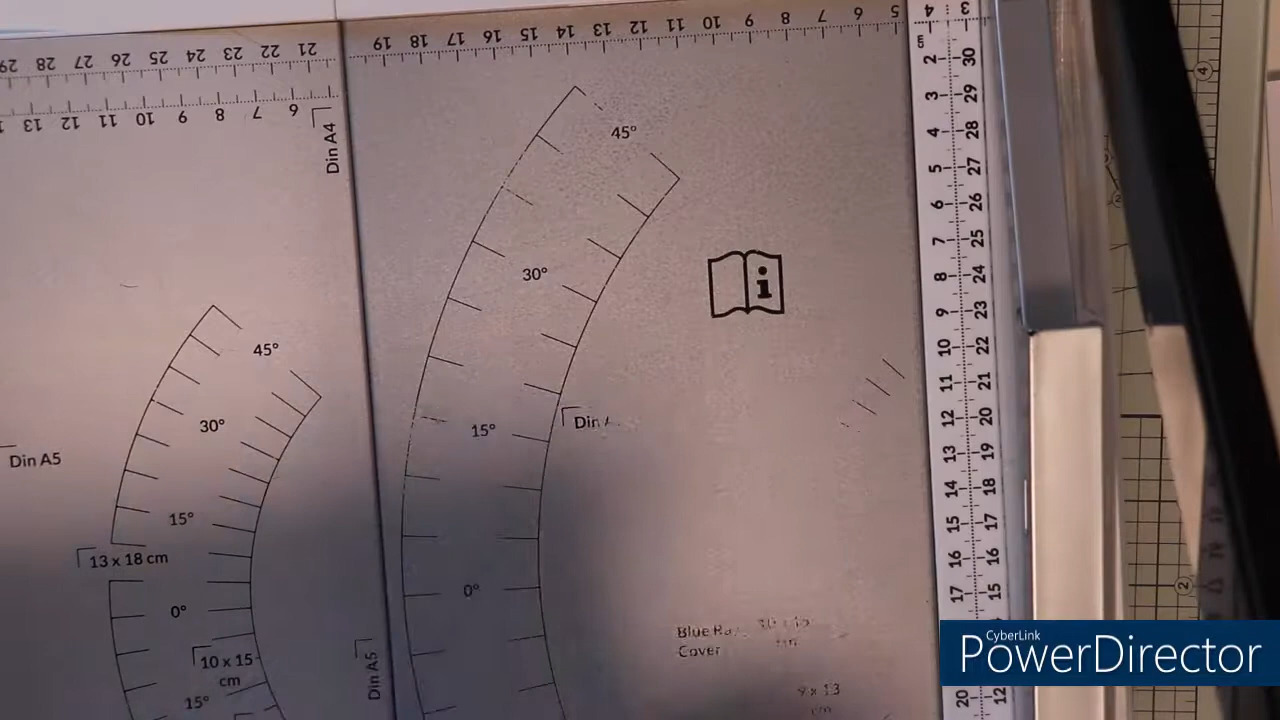 29 28 27 26 25 24 23 22 21
13 12 11 10 9 8 7 6
19 18 17 16 15 14 13 12 11 10 9 8 7 6 5
4 3
5
2 30
3 29
4 28
5 27
6 26
7 25
8 24
9 23
10 22
11 21
12 20
13 19
14 18
15 17
16 16
17 15
20 12
Din A4
45°
30°
15°
0°
Din
45°
30°
15°
0°
15°
Din A5
13 x 18 cm
10 x 15
cm
Din A5
i
Blue
Cover
9 x 13
4
2
2
CyberLink
PowerDirector